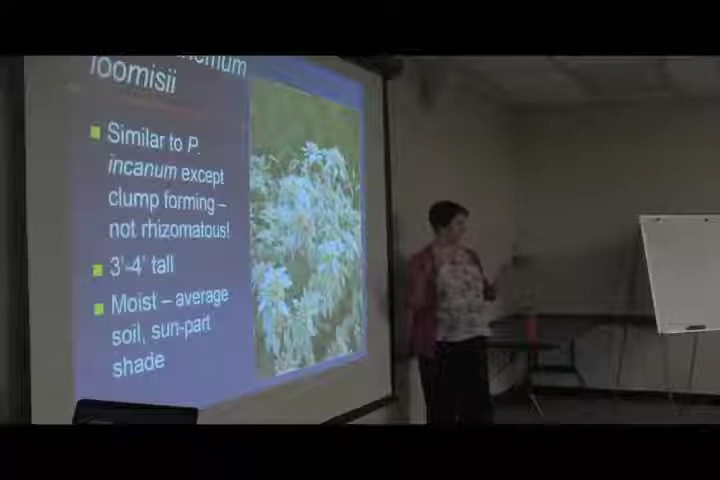 loomisii
Similar to P.
incanum except
clump forming –
not rhizomatous!
3'-4' tall
Moist – average
soil, sun-part
shade